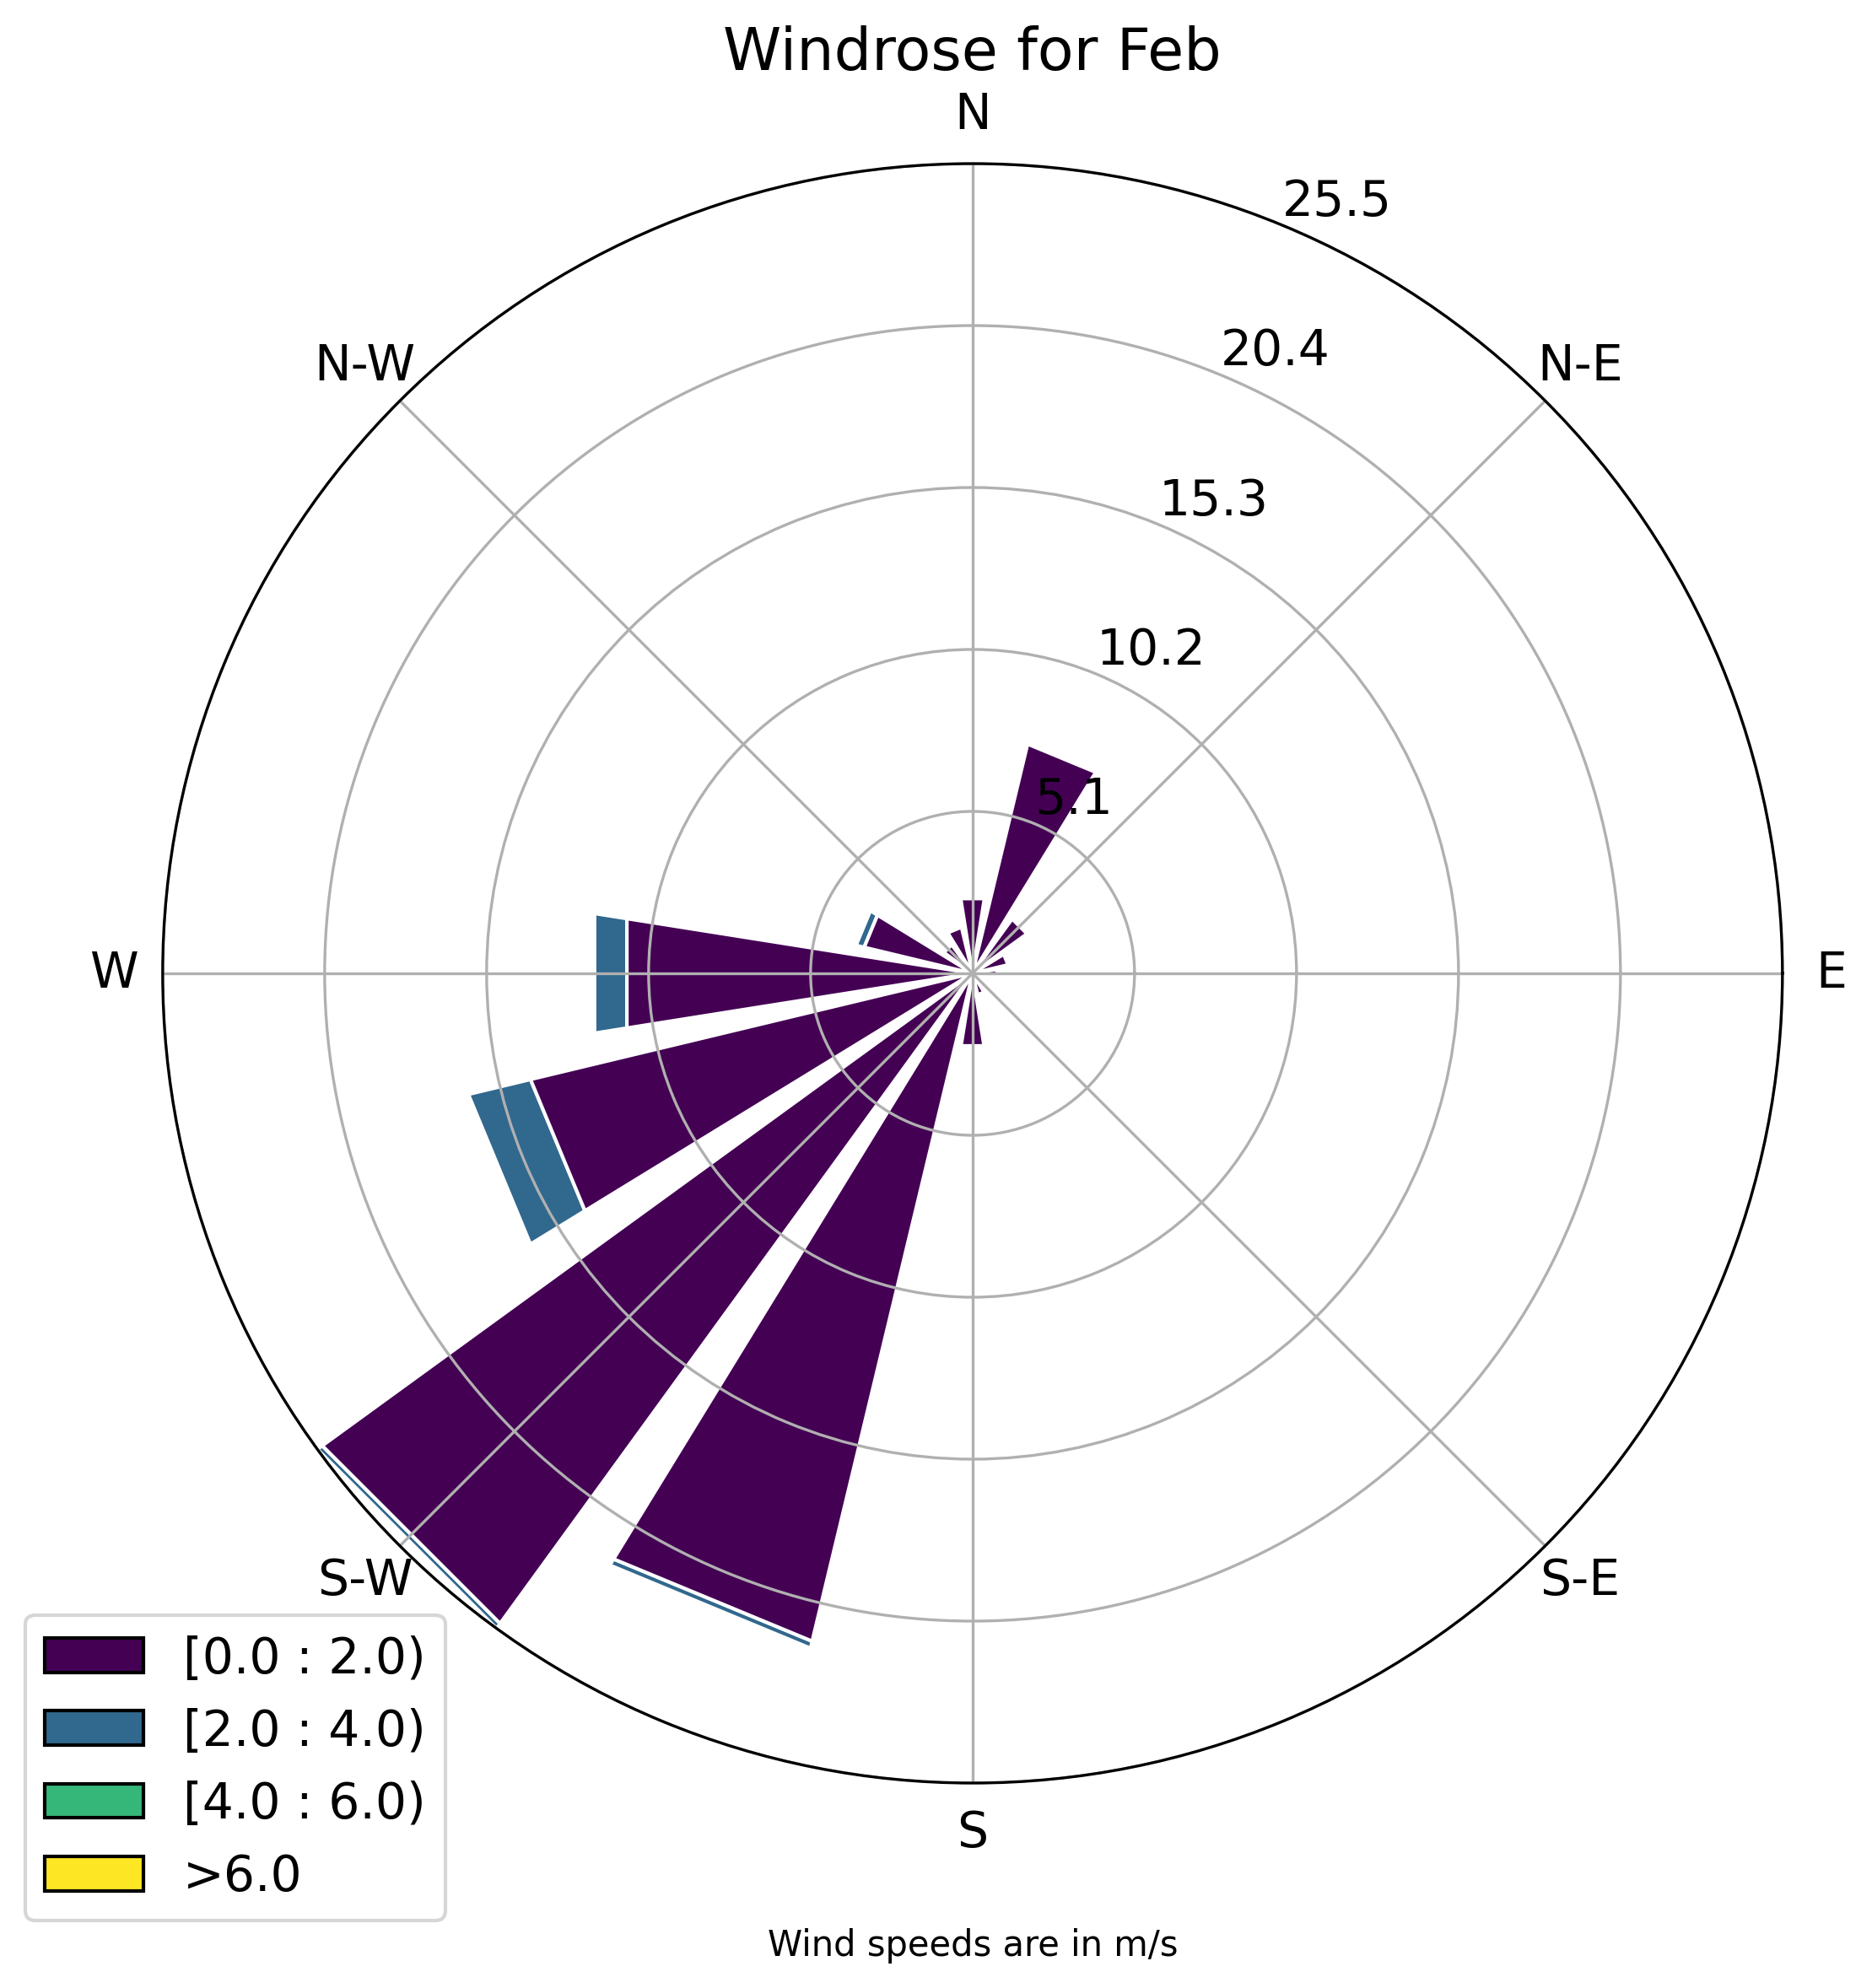 Windrose for Feb
N
25.5
20.4
N-W
N-E
15.3
10.2
5.1
W
E
S-W
S-E
[0.0 : 2.0)
[2.0 : 4.0)
[4.0 : 6.0)
S
>6.0
Wind speeds are in m/s